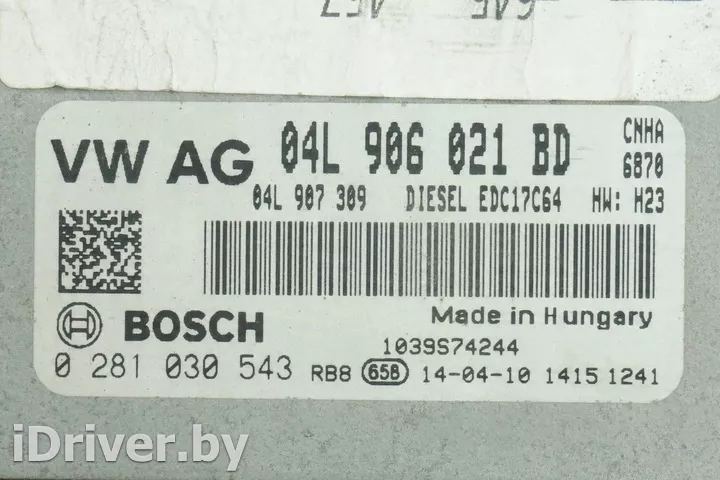 VW AG 04L 906 021 BD CNHA
6870
04L 907 309 DIESEL EDC17C64 HW: H23
BOSCH Made in Hungary
1039S74244
0 281 030 543 RB8 658 14-04-10 1415 1241
iDriver.by